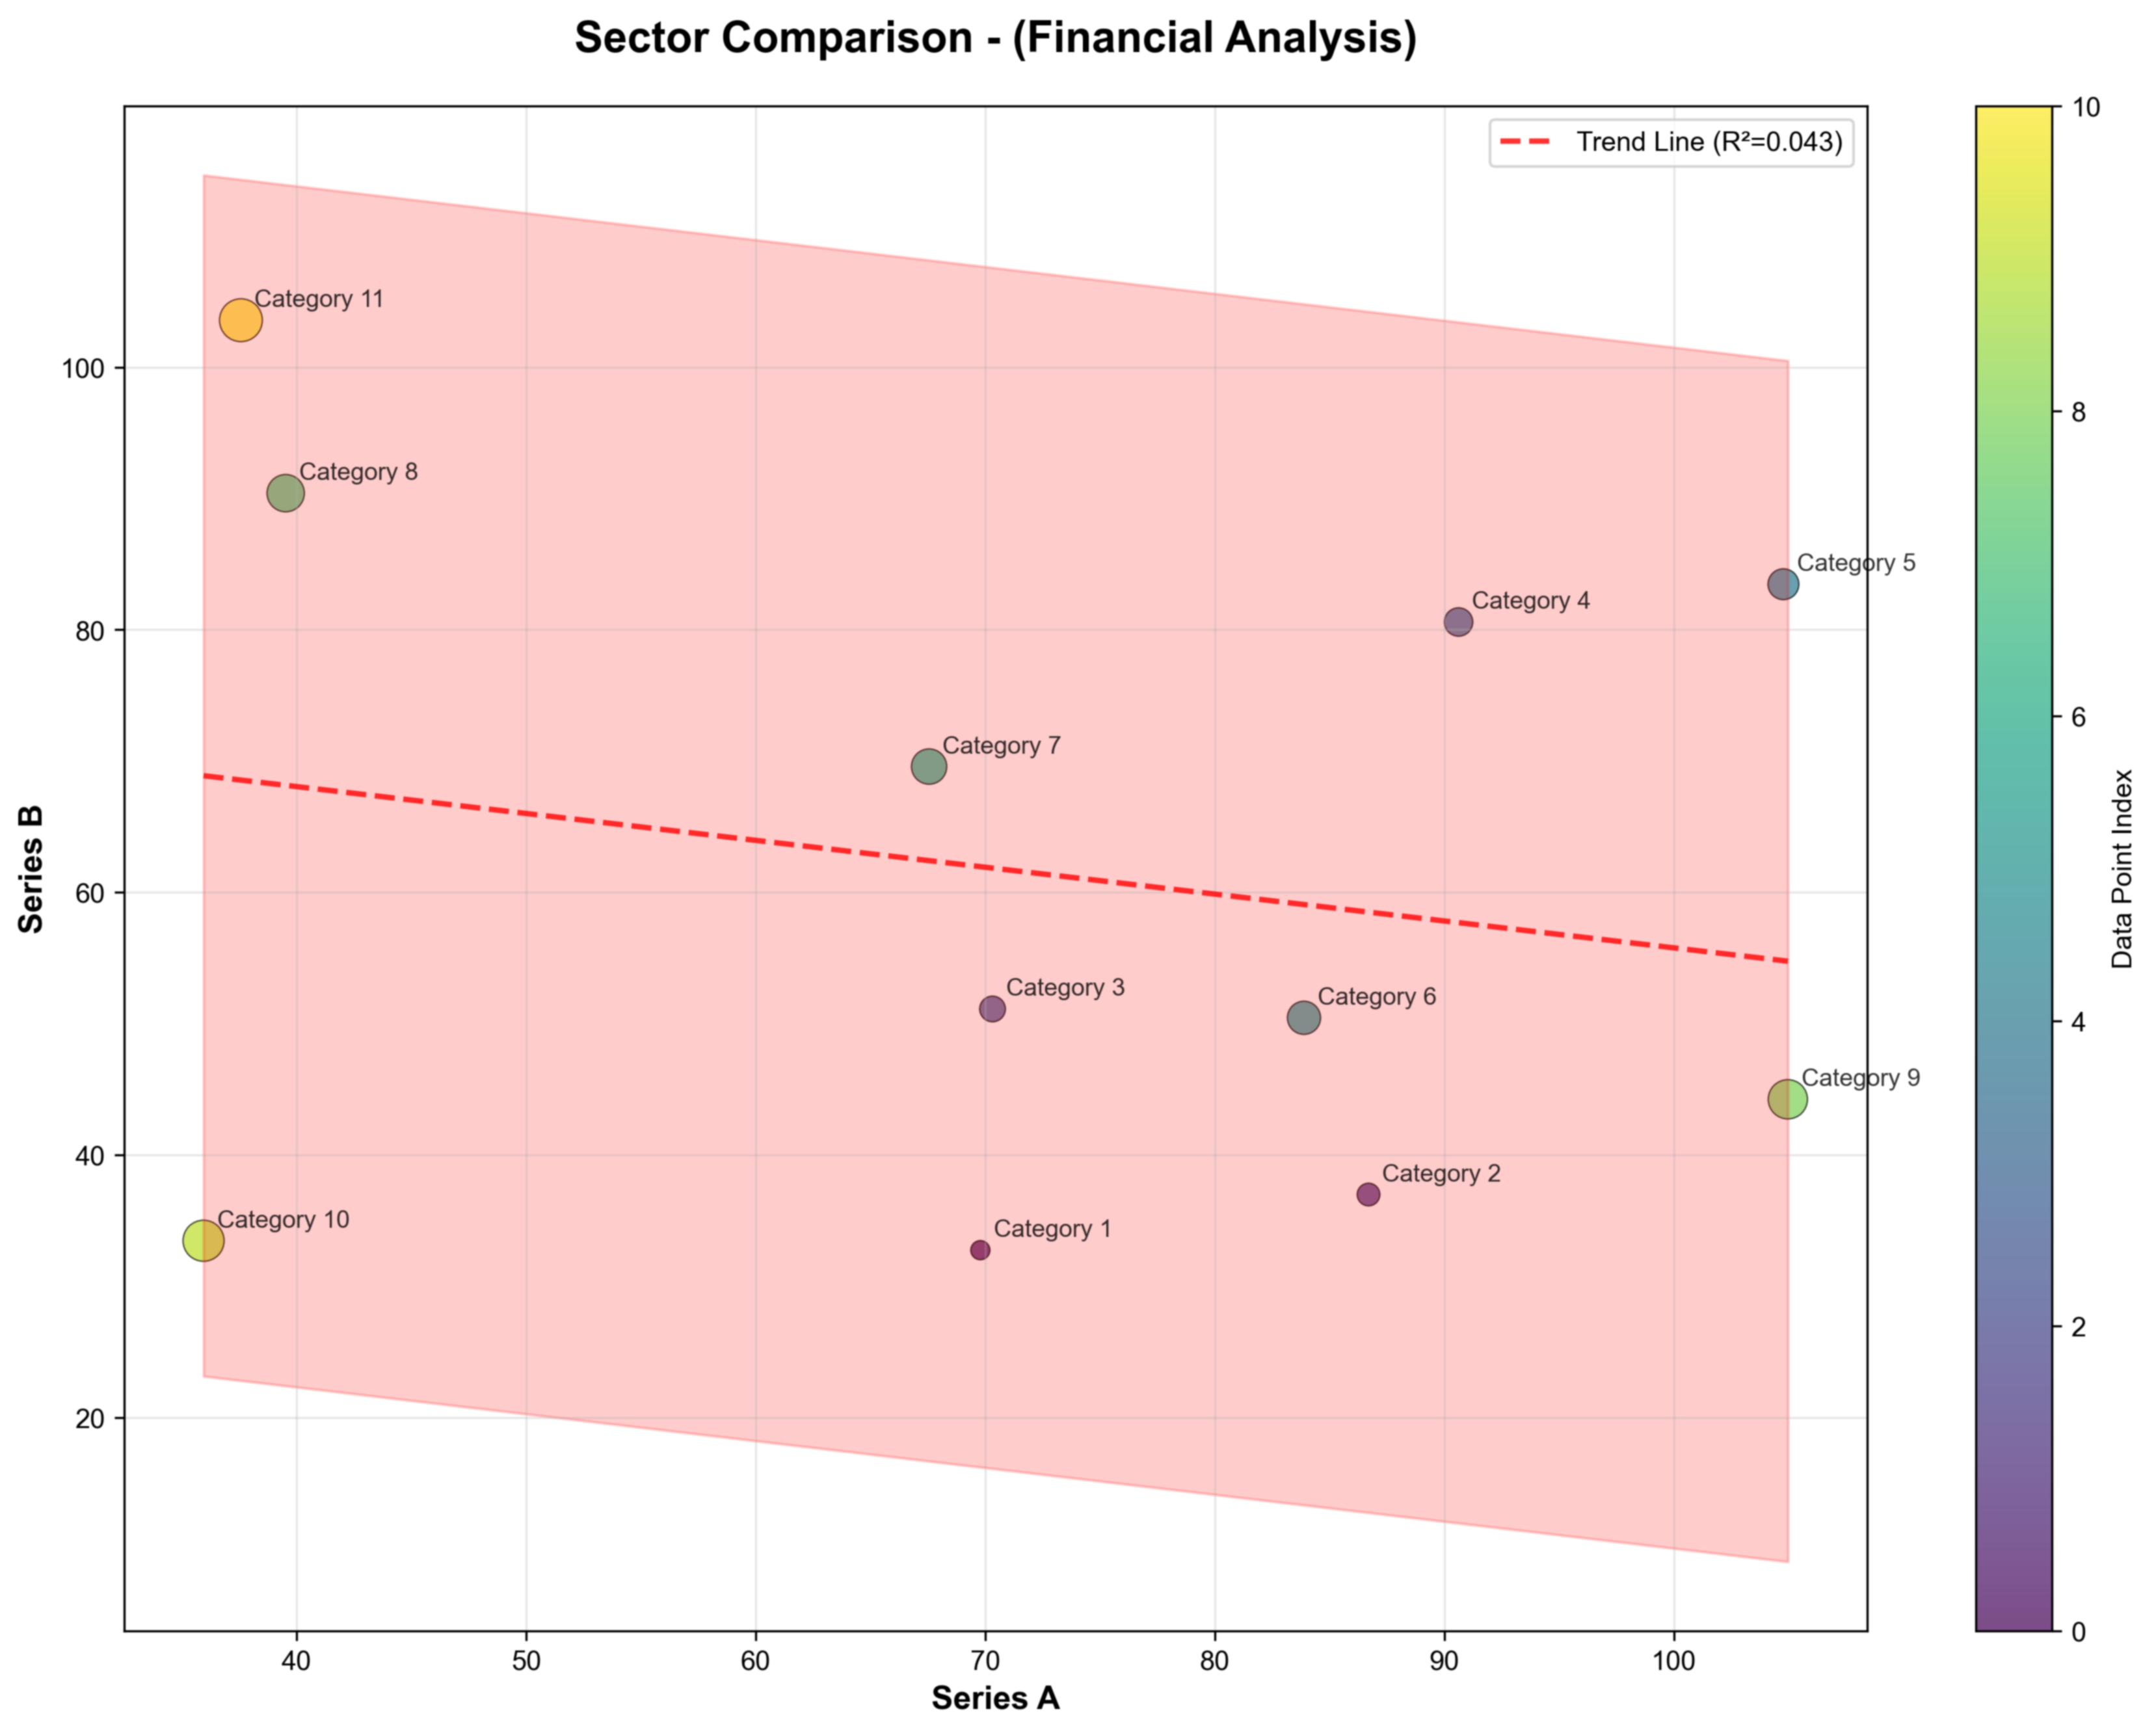 Sector Comparison - (Financial Analysis)
Trend Line (R²=0.043)
Category 11
Category 8
Category 5
Category 4
Category 7
Category 3
Category 6
Category 9
Category 2
Category 10
Category 1
100
80
60
40
20
Series B
40
50
60
70
80
90
100
Series A
10
8
6
4
2
0
Data Point Index